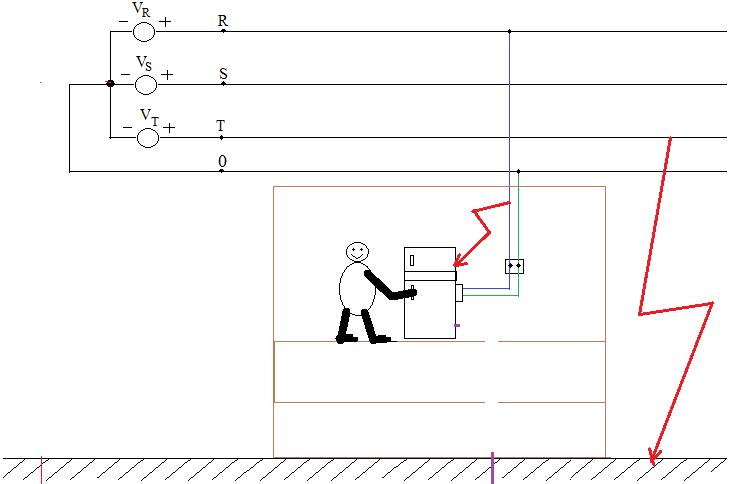 − V_R + R
− V_S + S
− V_T + T
0